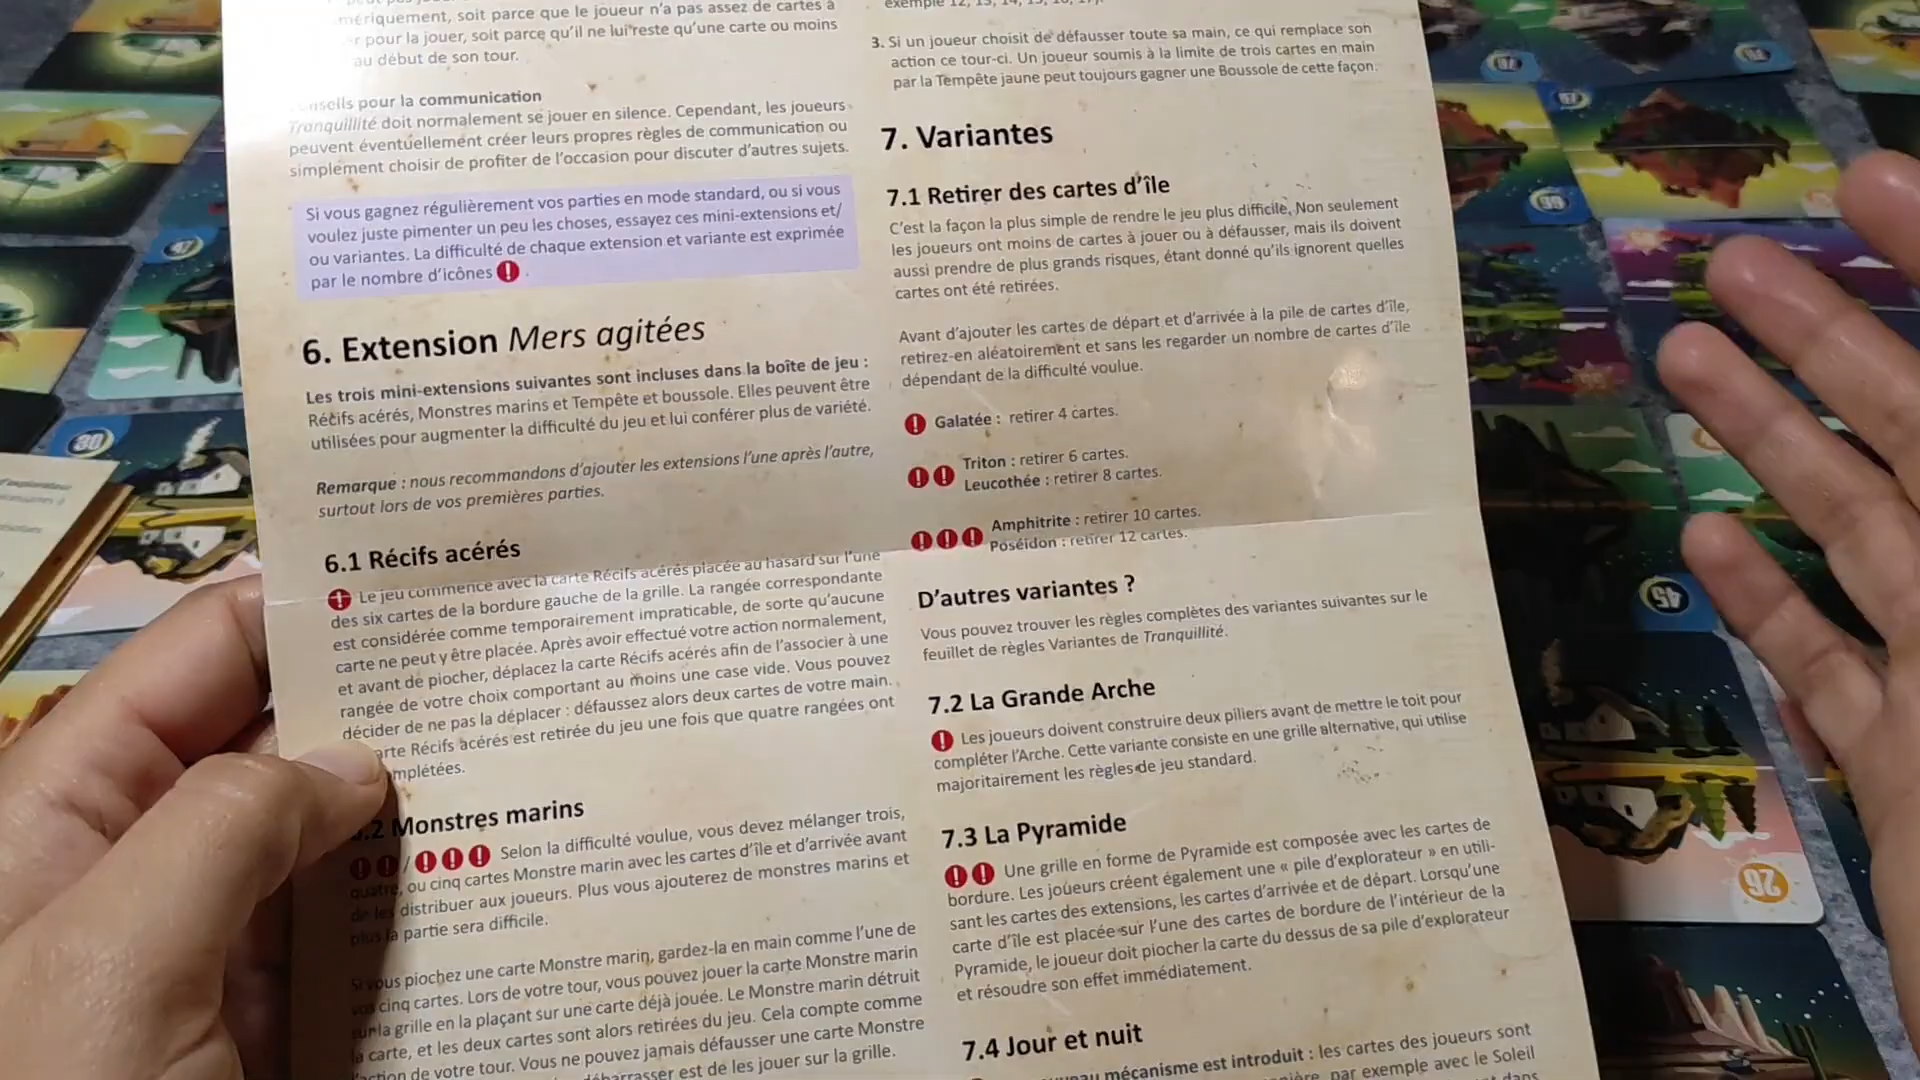 mériquement, soit parce que le joueur n'a pas assez de cartes à
pour la jouer, soit parce qu'il ne lui reste qu'une carte ou moins
au début de son tour.
pour la communication
Tranquillité doit normalement se jouer en silence. Cependant, les joueurs
peuvent éventuellement créer leurs propres règles de communication ou
simplement choisir de profiter de l'occasion pour discuter d'autres sujets.
Si vous gagnez régulièrement vos parties en mode standard, ou si vous
voulez juste pimenter un peu les choses, essayez ces mini-extensions et/
ou variantes. La difficulté de chaque extension et variante est exprimée
par le nombre d'icônes ! .
6. Extension Mers agitées
Les trois mini-extensions suivantes sont incluses dans la boîte de jeu :
Récifs acérés, Monstres marins et Tempête et boussole. Elles peuvent être
utilisées pour augmenter la difficulté du jeu et lui conférer plus de variété.
Remarque : nous recommandons d'ajouter les extensions l'une après l'autre,
surtout lors de vos premières parties.
6.1 Récifs acérés
! Le jeu commence avec la carte Récifs acérés placée au hasard sur l'une
des six cartes de la bordure gauche de la grille. La rangée correspondante
est considérée comme temporairement impraticable, de sorte qu'aucune
carte ne peut y être placée. Après avoir effectué votre action normalement,
et avant de piocher, déplacez la carte Récifs acérés afin de l'associer à une
rangée de votre choix comportant au moins une case vide. Vous pouvez
décider de ne pas la déplacer : défaussez alors deux cartes de votre main.
arte Récifs acérés est retirée du jeu une fois que quatre rangées ont
mplétées.
.2 Monstres marins
!!/!!! Selon la difficulté voulue, vous devez mélanger trois,
quatre, ou cinq cartes Monstre marin avec les cartes d'île et d'arrivée avant
de les distribuer aux joueurs. Plus vous ajouterez de monstres marins et
plus la partie sera difficile.
Si vous piochez une carte Monstre marin, gardez-la en main comme l'une de
vos cinq cartes. Lors de votre tour, vous pouvez jouer la carte Monstre marin
sur la grille en la plaçant sur une carte déjà jouée. Le Monstre marin détruit
la carte, et les deux cartes sont alors retirées du jeu. Cela compte comme
l'action de votre tour. Vous ne pouvez jamais défausser une carte Monstre
débarrasser est de les jouer sur la grille.
exemple 12, 13, 14, 15, 16, 17).
3. Si un joueur choisit de défausser toute sa main, ce qui remplace son
action ce tour-ci. Un joueur soumis à la limite de trois cartes en main
par la Tempête jaune peut toujours gagner une Boussole de cette façon.
7. Variantes
7.1 Retirer des cartes d'île
C'est la façon la plus simple de rendre le jeu plus difficile. Non seulement
les joueurs ont moins de cartes à jouer ou à défausser, mais ils doivent
aussi prendre de plus grands risques, étant donné qu'ils ignorent quelles
cartes ont été retirées.
Avant d'ajouter les cartes de départ et d'arrivée à la pile de cartes d'île,
retirez-en aléatoirement et sans les regarder un nombre de cartes d'île
dépendant de la difficulté voulue.
! Galatée : retirer 4 cartes.
!! Triton : retirer 6 cartes.
Leucothée : retirer 8 cartes.
!!! Amphitrite : retirer 10 cartes.
Poséidon : retirer 12 cartes.
D'autres variantes ?
Vous pouvez trouver les règles complètes des variantes suivantes sur le
feuillet de règles Variantes de Tranquillité.
7.2 La Grande Arche
! Les joueurs doivent construire deux piliers avant de mettre le toit pour
compléter l'Arche. Cette variante consiste en une grille alternative, qui utilise
majoritairement les règles de jeu standard.
7.3 La Pyramide
!! Une grille en forme de Pyramide est composée avec les cartes de
bordure. Les joueurs créent également une « pile d'explorateur » en utili-
sant les cartes des extensions, les cartes d'arrivée et de départ. Lorsqu'une
carte d'île est placée sur l'une des cartes de bordure de l'intérieur de la
Pyramide, le joueur doit piocher la carte du dessus de sa pile d'explorateur
et résoudre son effet immédiatement.
7.4 Jour et nuit
mécanisme est introduit : les cartes des joueurs sont
par exemple avec le Soleil
dans
47
30
66
45
26
d'explorateur